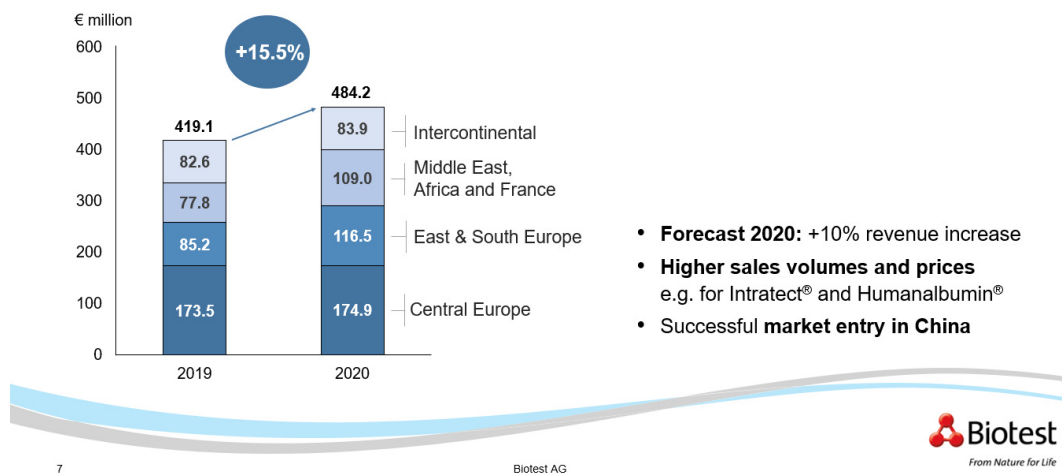 € million
600
500
400
300
200
100
0
+15.5%
419.1
82.6
77.8
85.2
173.5
2019
484.2
83.9
109.0
116.5
174.9
2020
Intercontinental
Middle East,
Africa and France
East & South Europe
Central Europe
• Forecast 2020: +10% revenue increase
• Higher sales volumes and prices
e.g. for Intratect® and Humanalbumin®
• Successful market entry in China
Biotest
From Nature for Life
7
Biotest AG